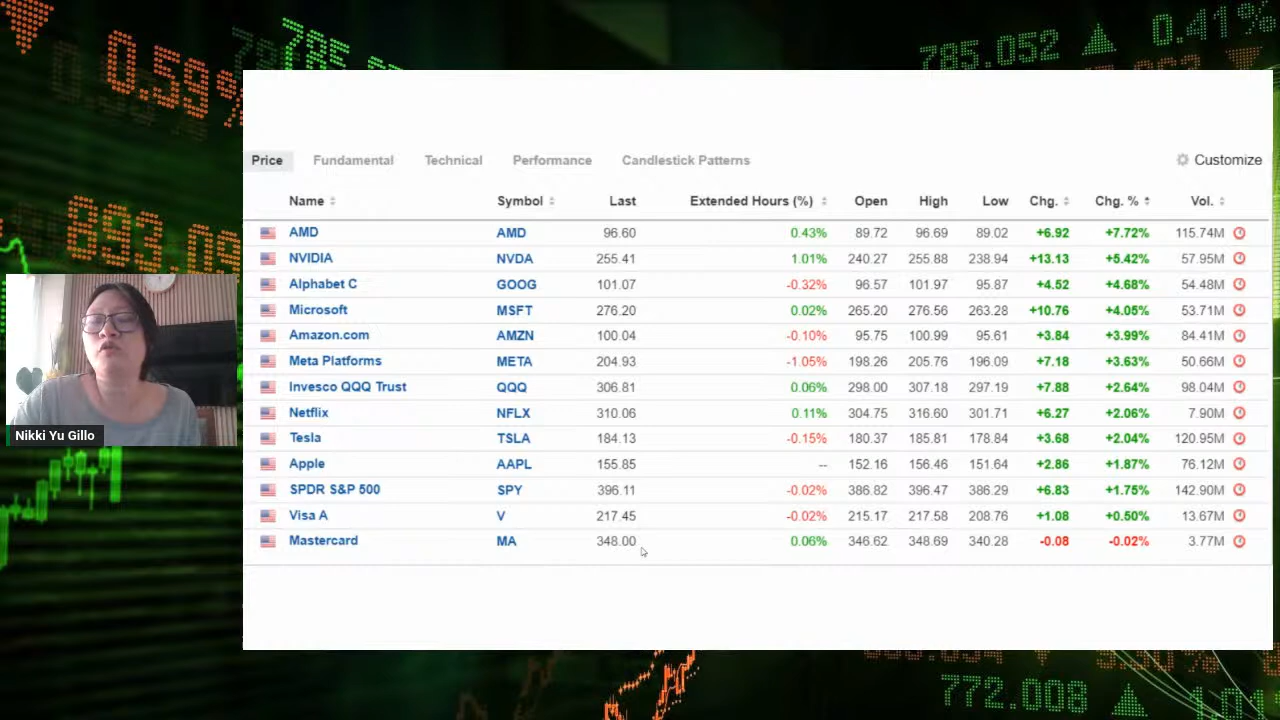 0.59%
785.052 0.41%
Price Fundamental Technical Performance Candlestick Patterns Customize
Name Symbol Last Extended Hours (%) Open High Low Chg. Chg. % Vol.
AMD AMD 96.60 0.43% 89.72 96.69 89.02 +6.92 +7.72% 115.74M
NVIDIA NVDA 255.41 1.01% 240.27 255.88 238.94 +13.13 +5.42% 57.95M
Alphabet C GOOG 101.07 -0.32% 96.57 101.97 95.87 +4.52 +4.68% 54.48M
Microsoft MSFT 276.20 0.02% 265.20 276.56 263.28 +10.76 +4.05% 53.71M
Amazon.com AMZN 100.04 -0.10% 95.75 100.99 95.61 +3.84 +3.99% 84.41M
Meta Platforms META 204.93 -1.05% 198.26 205.76 196.09 +7.18 +3.63% 50.66M
Invesco QQQ Trust QQQ 306.81 0.06% 298.00 307.18 297.19 +7.88 +2.64% 98.04M
Netflix NFLX 310.06 0.11% 304.75 316.60 301.71 +6.27 +2.06% 7.90M
Tesla TSLA 184.13 -0.15% 180.37 185.81 178.84 +3.68 +2.04% 120.95M
Apple AAPL 155.85 -- 152.16 156.46 151.64 +2.86 +1.87% 76.12M
SPDR S&P 500 SPY 396.11 -0.02% 386.82 396.47 386.29 +6.83 +1.75% 142.90M
Visa A V 217.45 -0.02% 215.17 217.58 208.76 +1.08 +0.50% 13.67M
Mastercard MA 348.00 0.06% 346.62 348.69 340.28 -0.08 -0.02% 3.77M
Nikki Yu Gillo
772.008